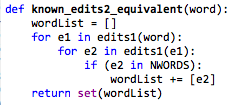 def known_edits2_equivalent(word):
    wordList = []
    for e1 in edits1(word):
        for e2 in edits1(e1):
            if (e2 in NWORDS):
                wordList += [e2]
    return set(wordList)